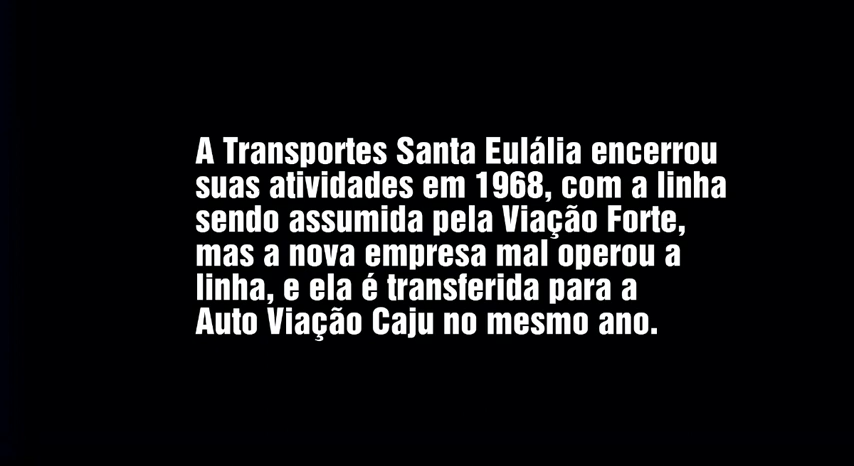 A Transportes Santa Eulália encerrou
suas atividades em 1968, com a linha
sendo assumida pela Viação Forte,
mas a nova empresa mal operou a
linha, e ela é transferida para a
Auto Viação Caju no mesmo ano.